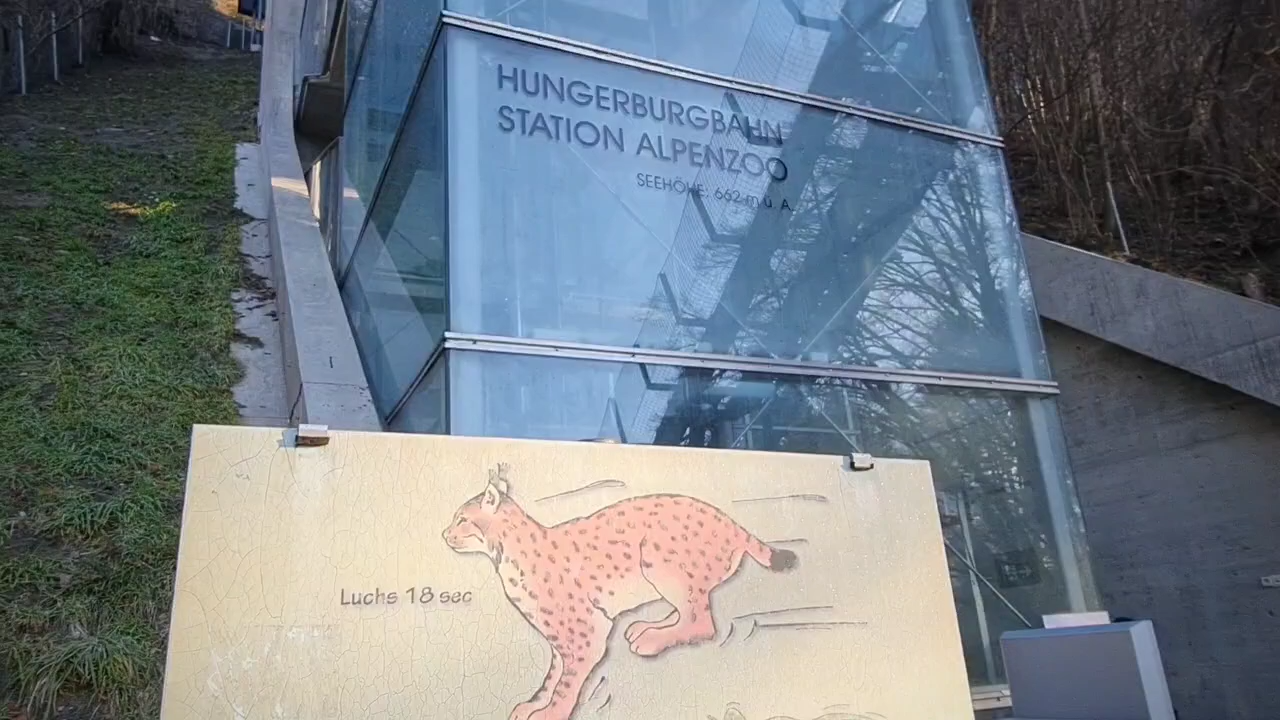 HUNGERBURGBAHN
STATION ALPENZOO
SEEHÖHE: 662 m ü. A.
Luchs 18 sec